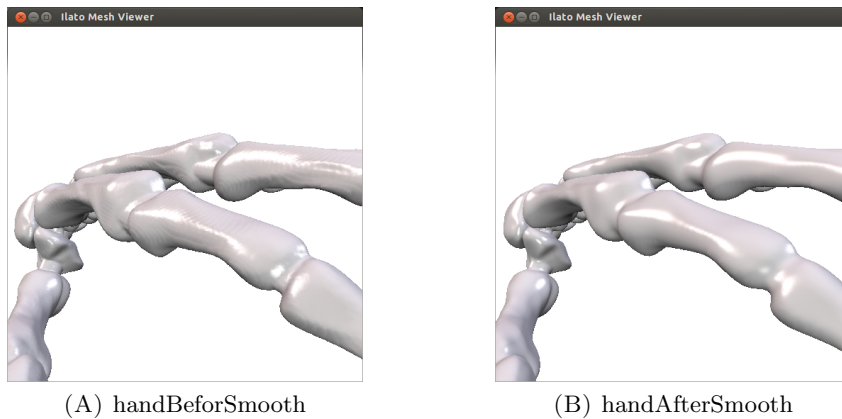 Ilato Mesh Viewer
Ilato Mesh Viewer
(A) handBeforSmooth
(B) handAfterSmooth